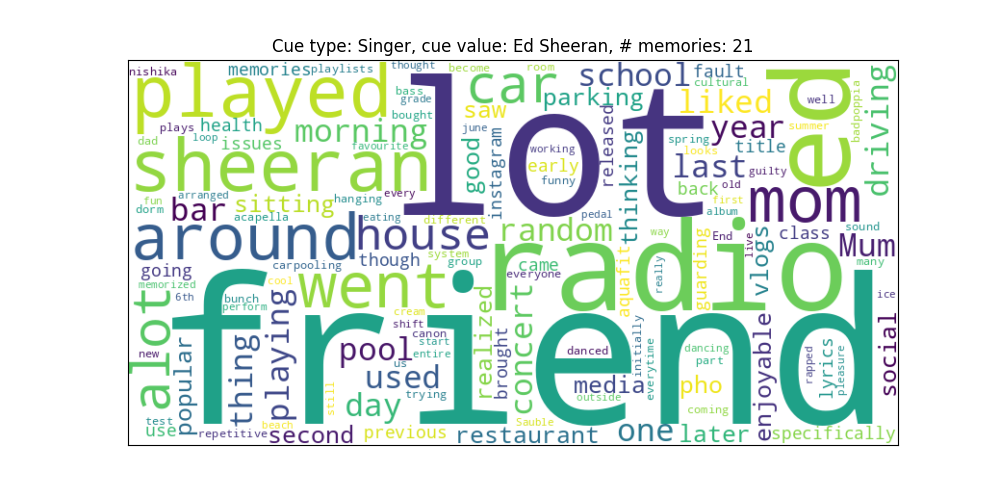 Cue type: Singer, cue value: Ed Sheeran, # memories: 21
nishika memories playlists thought become room school fault
played car cultural ed well driving
bass grade bought saw parking liked
plays health morning june released year summer badpoppia
loop issues favourite good instagram working spring title
dad sheeran lot early thinking looks last
funny back old guilty
fun arranged hanging every first mom
dorm bar sitting pedal album
acapella eating different random way End class sound
around house radio live Mum
though system group came really guarding vlogs many
going carpooling everyone aquafit
memorized cool went
6th bunch perform concert ice
alot friend cream realized
shift canon initially social
new popular thing playing pool start entire brought danced dancing part enjoyable rapped lyrics pleasure
us used trying media everytime pho
still day outside coming
test beach Sauble
use repetitive second previous restaurant one later specifically